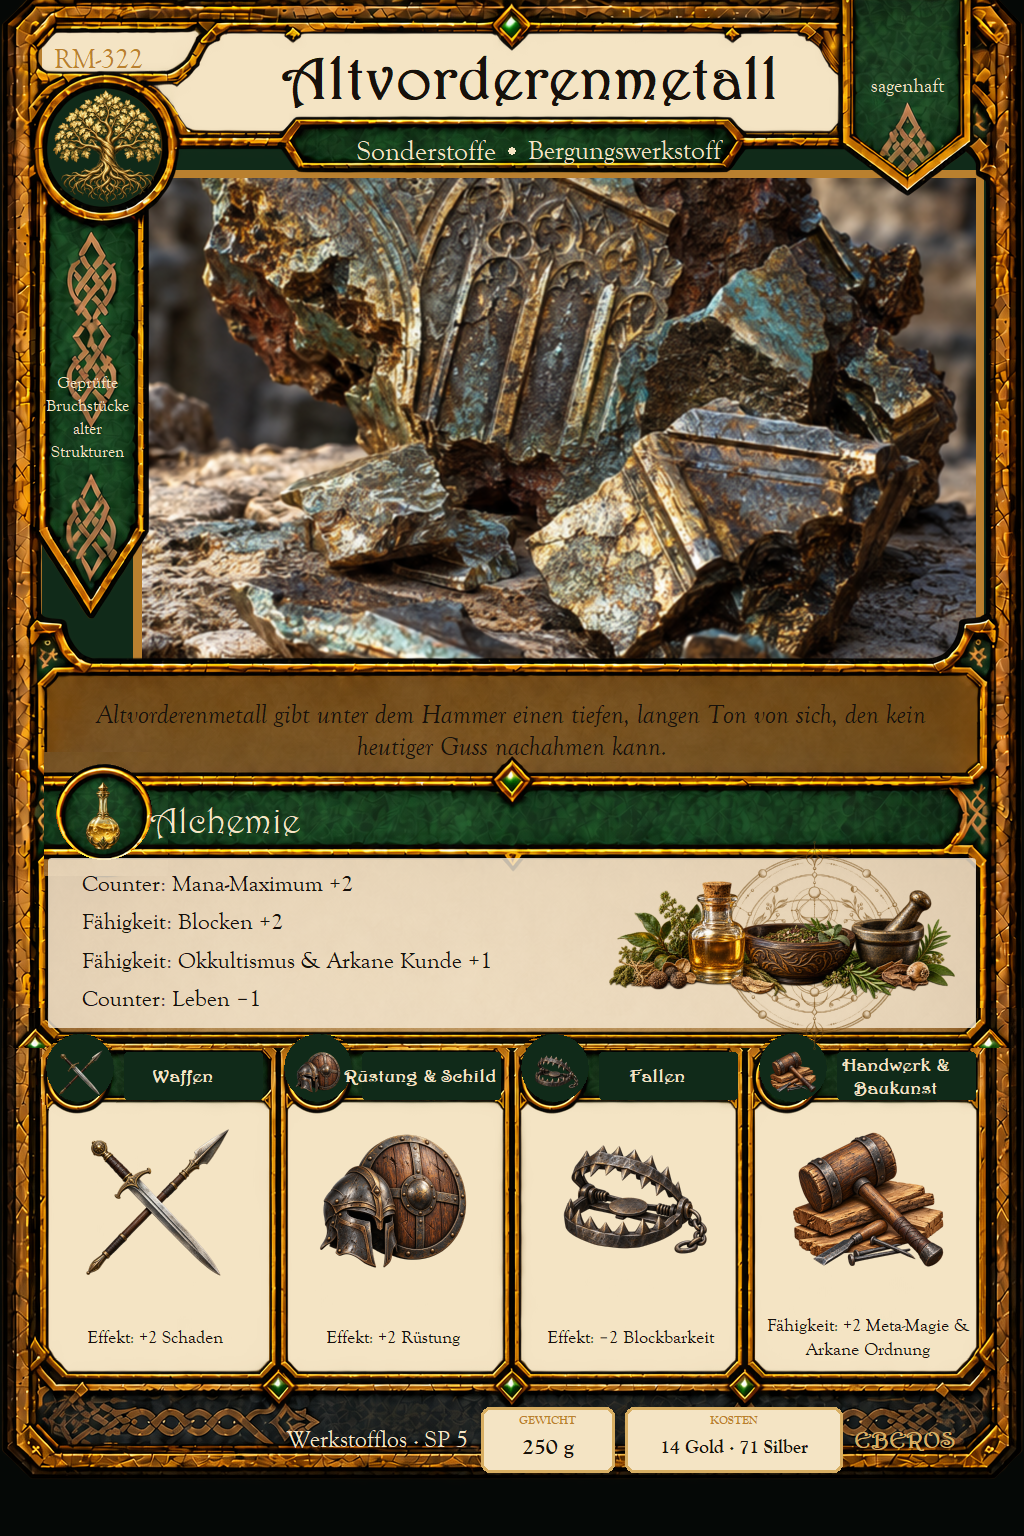 RM-322
Altvorderenmetall
sagenhaft
Sonderstoffe • Bergungswerkstoff
Geprüfte
Bruchstücke
alter
Strukturen
Altvorderenmetall gibt unter dem Hammer einen tiefen, langen Ton von sich, den kein
heutiger Guss nachahmen kann.
Alchemie
Counter: Mana-Maximum +2
Fähigkeit: Blocken +2
Fähigkeit: Okkultismus & Arkane Kunde +1
Counter: Leben −1
Waffen
Rüstung & Schild
Fallen
Handwerk &
Baukunst
Effekt: +2 Schaden
Effekt: +2 Rüstung
Effekt: −2 Blockbarkeit
Fähigkeit: +2 Meta-Magie &
Arkane Ordnung
Werkstofflos · SP 5
GEWICHT
250 g
KOSTEN
14 Gold · 71 Silber
EBEROS